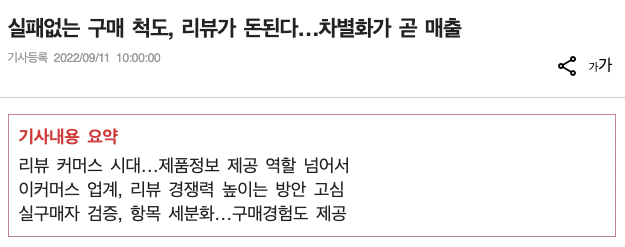 실패없는 구매 척도, 리뷰가 돈된다...차별화가 곧 매출
기사등록 2022/09/11 10:00:00
가가
기사내용 요약
리뷰 커머스 시대...제품정보 제공 역할 넘어서
이커머스 업계, 리뷰 경쟁력 높이는 방안 고심
실구매자 검증, 항목 세분화...구매경험도 제공